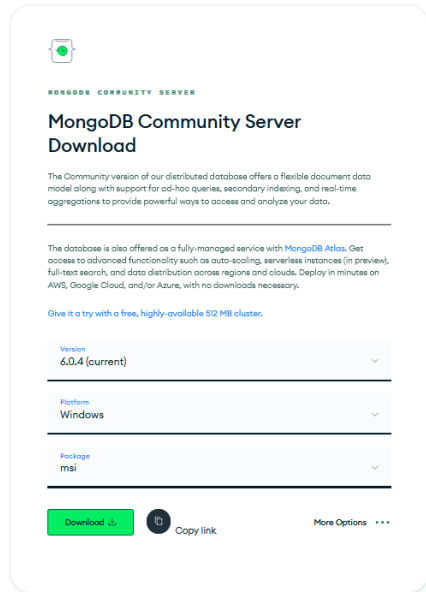 MONGODB COMMUNITY SERVER
MongoDB Community Server
Download
The Community version of our distributed database offers a flexible document data
model along with support for ad-hoc queries, secondary indexing, and real-time
aggregations to provide powerful ways to access and analyze your data.
The database is also offered as a fully-managed service with MongoDB Atlas. Get
access to advanced functionality such as auto-scaling, serverless instances (in preview),
full-text search, and data distribution across regions and clouds. Deploy in minutes on
AWS, Google Cloud, and/or Azure, with no downloads necessary.
Give it a try with a free, highly-available 512 MB cluster.
Version
6.0.4 (current)
Platform
Windows
Package
msi
Download Copy link More Options